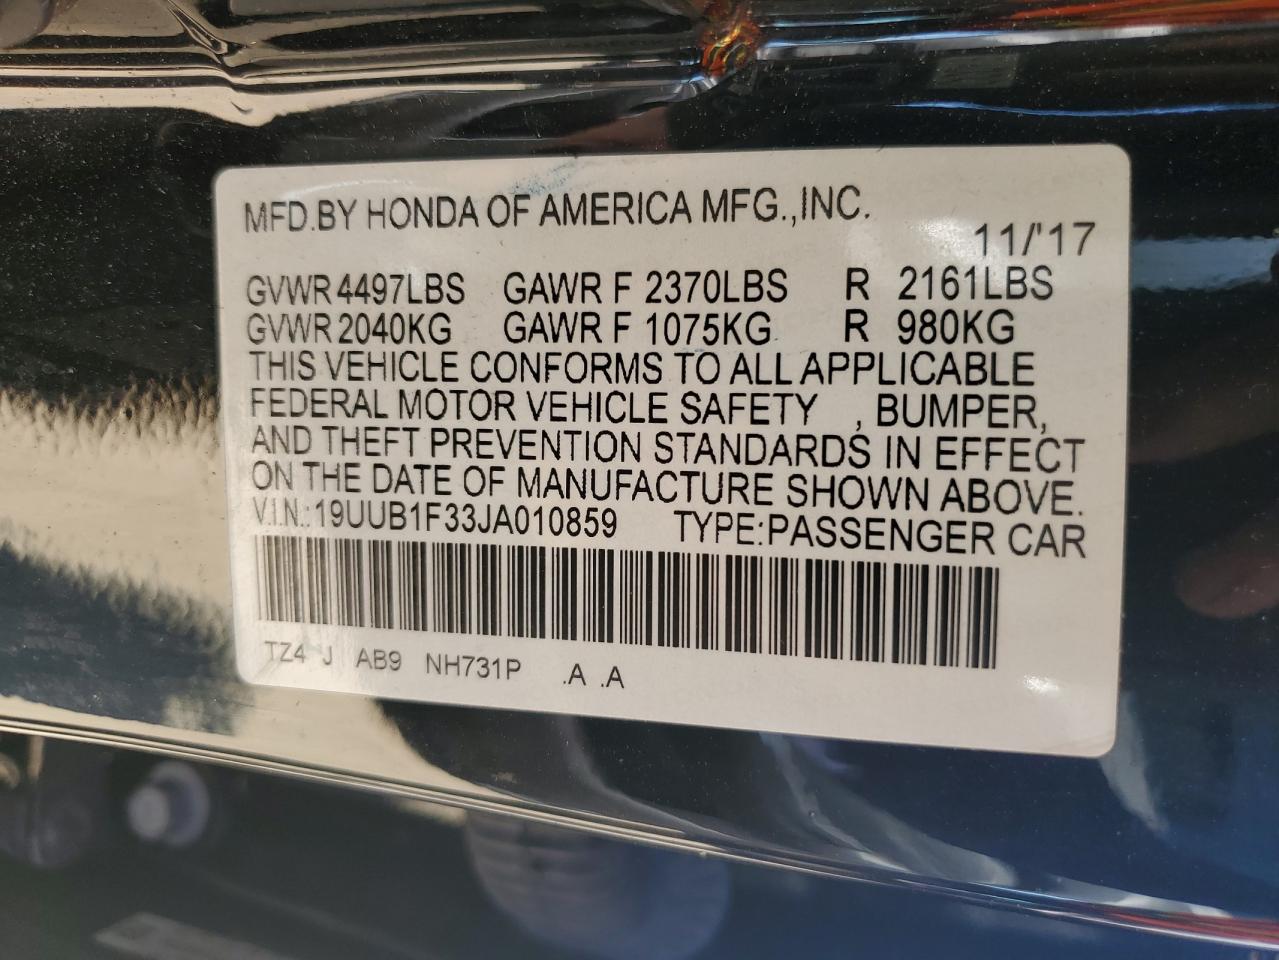 MFD.BY HONDA OF AMERICA MFG.,INC.
11/'17
GVWR 4497LBS GAWR F 2370LBS R 2161LBS
GVWR 2040KG GAWR F 1075KG R 980KG
THIS VEHICLE CONFORMS TO ALL APPLICABLE
FEDERAL MOTOR VEHICLE SAFETY , BUMPER,
AND THEFT PREVENTION STANDARDS IN EFFECT
ON THE DATE OF MANUFACTURE SHOWN ABOVE.
V.I.N.:19UUB1F33JA010859 TYPE:PASSENGER CAR
TZ4 J AB9 NH731P .A .A